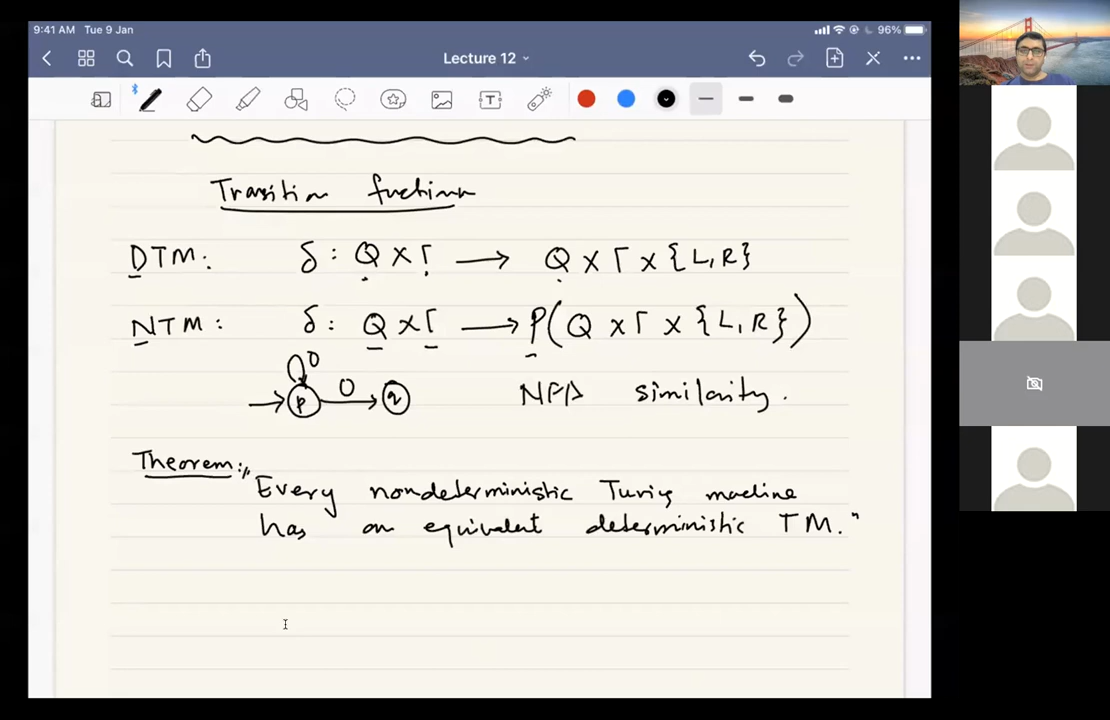 9:41 AM Tue 9 Jan
96%
Lecture 12
Transition function
DTM: δ : Q × Γ → Q × Γ × {L, R}
NTM : δ : Q × Γ → P(Q × Γ × {L, R})
0
p 0 q
NFA similarity.
Theorem:
"Every nondeterministic Turing machine
has an equivalent deterministic TM."